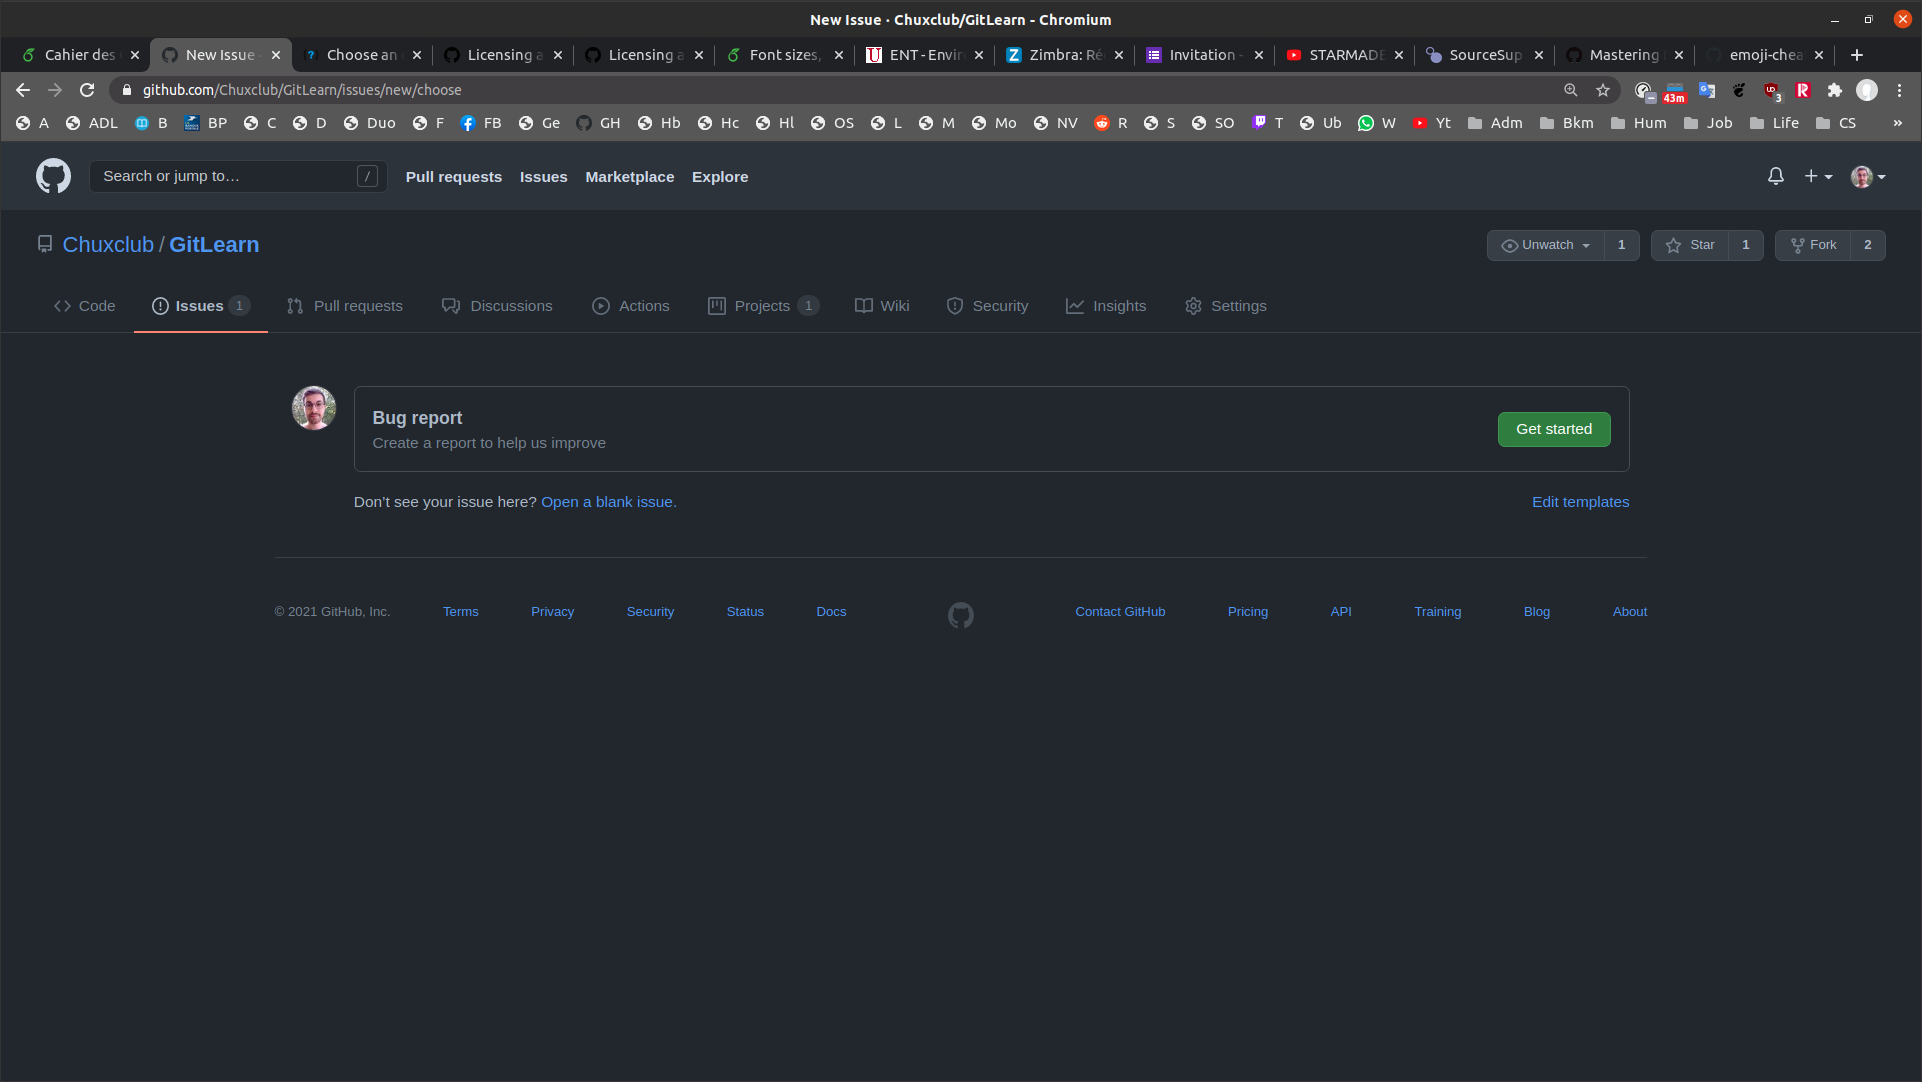 New Issue · Chuxclub/GitLearn - Chromium
Cahier des New Issue - Choose an Licensing a Licensing a Font sizes, ENT - Envir Zimbra: Ré Invitation - STARMADE SourceSup Mastering emoji-chea
github.com/Chuxclub/GitLearn/issues/new/choose 43m 3
A ADL B BP C D Duo F FB Ge GH Hb Hc Hl OS L M Mo NV R S SO T Ub W Yt Adm Bkm Hum Job Life CS »
Search or jump to… / Pull requests Issues Marketplace Explore
Chuxclub / GitLearn Unwatch 1 Star 1 Fork 2
Code Issues 1 Pull requests Discussions Actions Projects 1 Wiki Security Insights Settings
Bug report
Create a report to help us improve
Get started
Don't see your issue here? Open a blank issue. Edit templates
© 2021 GitHub, Inc. Terms Privacy Security Status Docs Contact GitHub Pricing API Training Blog About